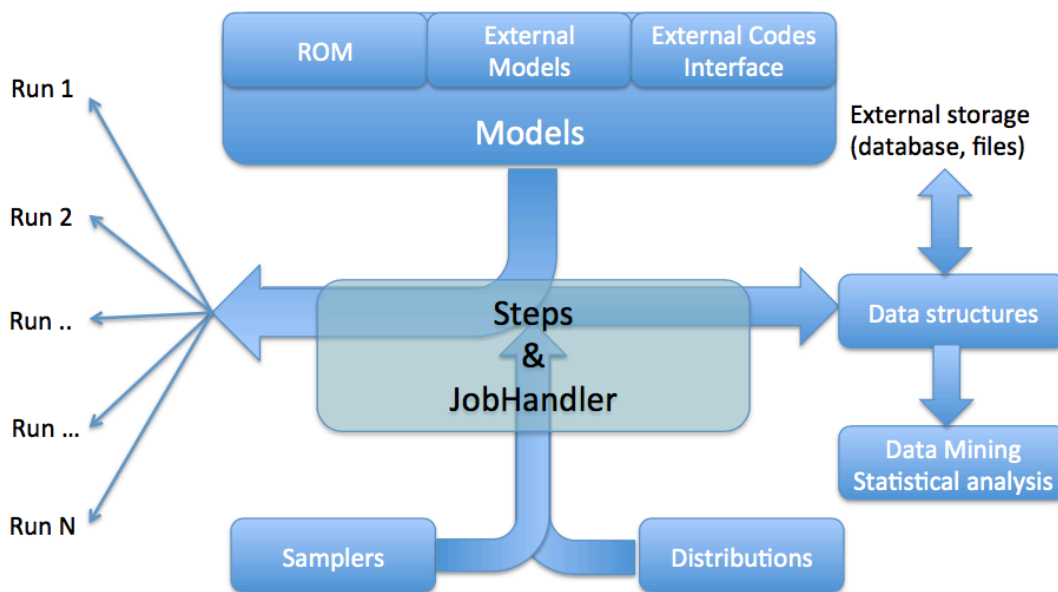 ROM
External
Models
External Codes
Interface
Models
Run 1
Run 2
Run ..
Run ...
Run N
External storage
(database, files)
Steps
&
JobHandler
Data structures
Data Mining
Statistical analysis
Samplers
Distributions